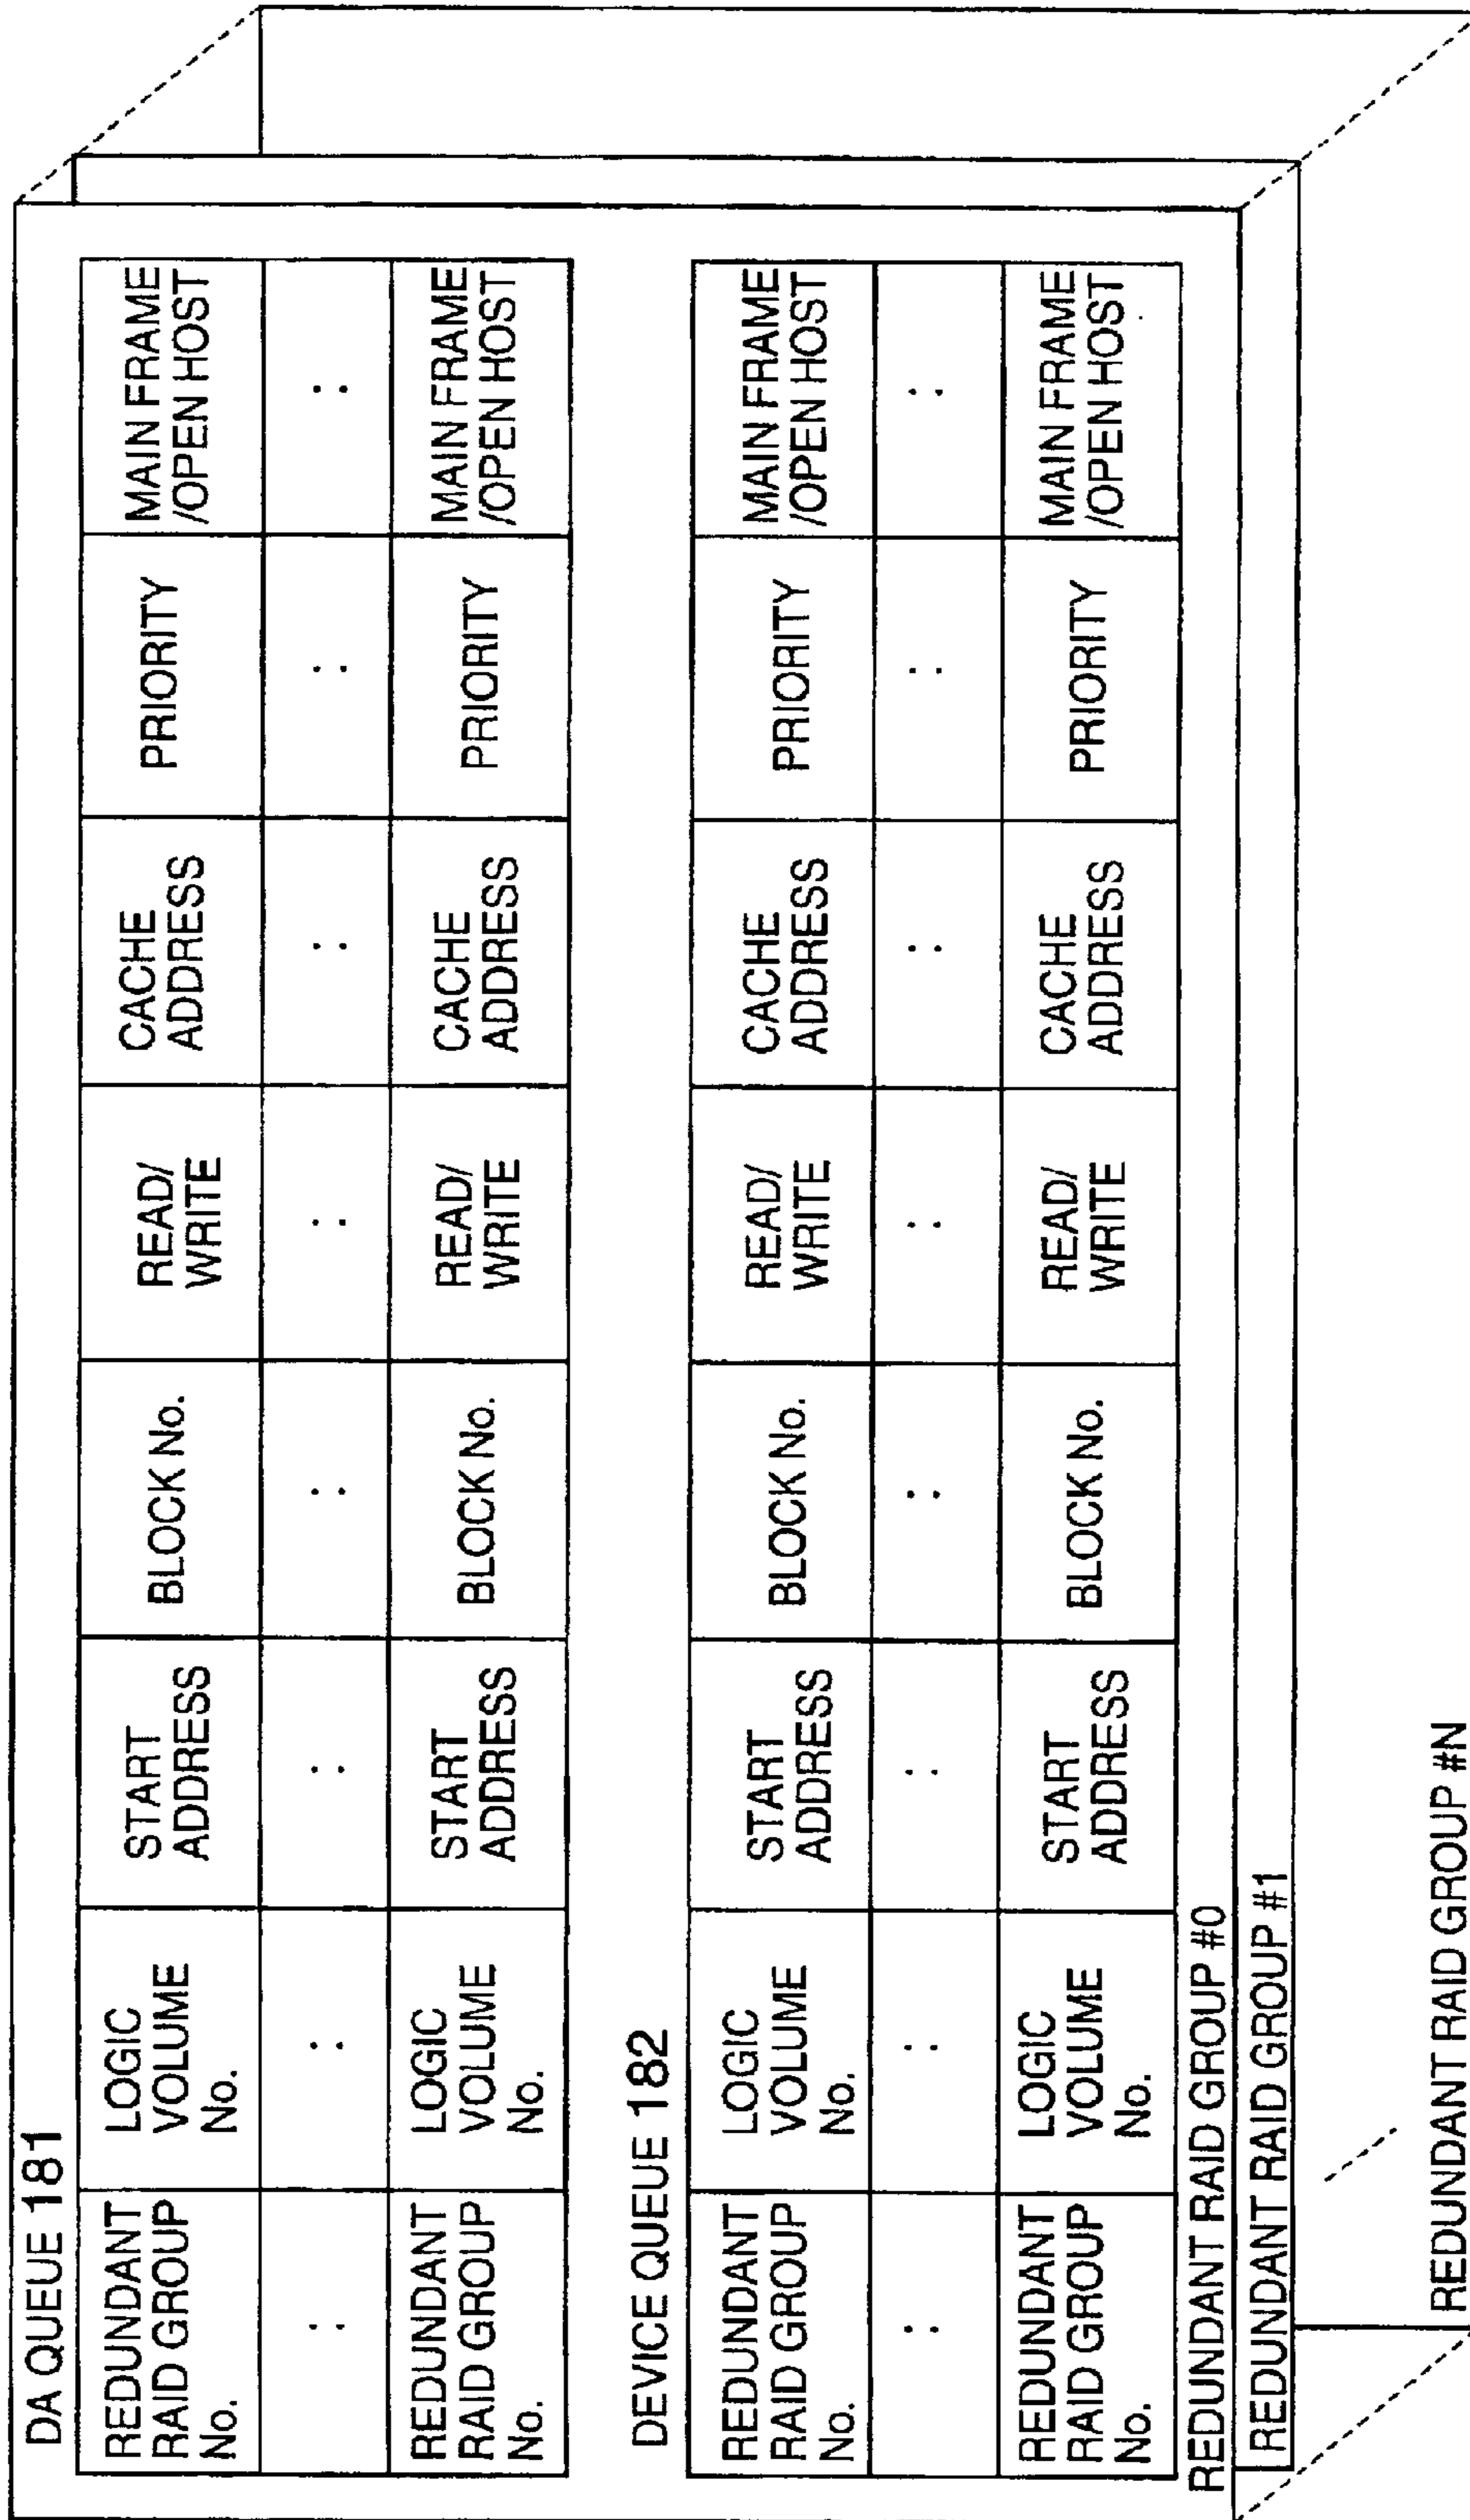 DA QUEUE 181
REDUNDANT
RAID GROUP
No.
LOGIC
VOLUME
No.
START
ADDRESS
BLOCK No.
READ/
WRITE
CACHE
ADDRESS
PRIORITY
MAIN FRAME
/OPEN HOST
: : : : : : : :
REDUNDANT
RAID GROUP
No.
LOGIC
VOLUME
No.
START
ADDRESS
BLOCK No.
READ/
WRITE
CACHE
ADDRESS
PRIORITY
MAIN FRAME
/OPEN HOST
DEVICE QUEUE 182
REDUNDANT
RAID GROUP
No.
LOGIC
VOLUME
No.
START
ADDRESS
BLOCK No.
READ/
WRITE
CACHE
ADDRESS
PRIORITY
MAIN FRAME
/OPEN HOST
: : : : : : : :
REDUNDANT
RAID GROUP
No.
LOGIC
VOLUME
No.
START
ADDRESS
BLOCK No.
READ/
WRITE
CACHE
ADDRESS
PRIORITY
MAIN FRAME
/OPEN HOST
REDUNDANT RAID GROUP #0
REDUNDANT RAID GROUP #1
REDUNDANT RAID GROUP #N